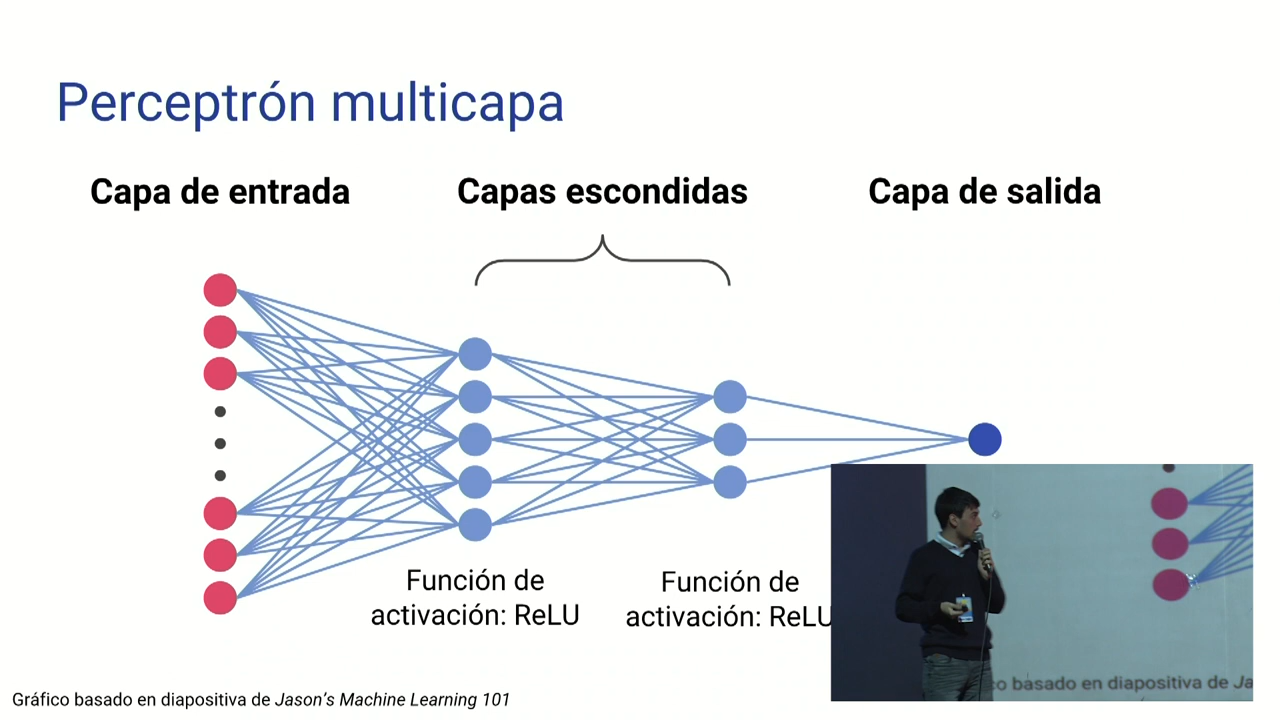 Perceptrón multicapa
Capa de entrada
Capas escondidas
Capa de salida
Función de
activación: ReLU
Función de
activación: ReLU
Gráfico basado en diapositiva de Jason's Machine Learning 101
co basado en diapositiva de Ja